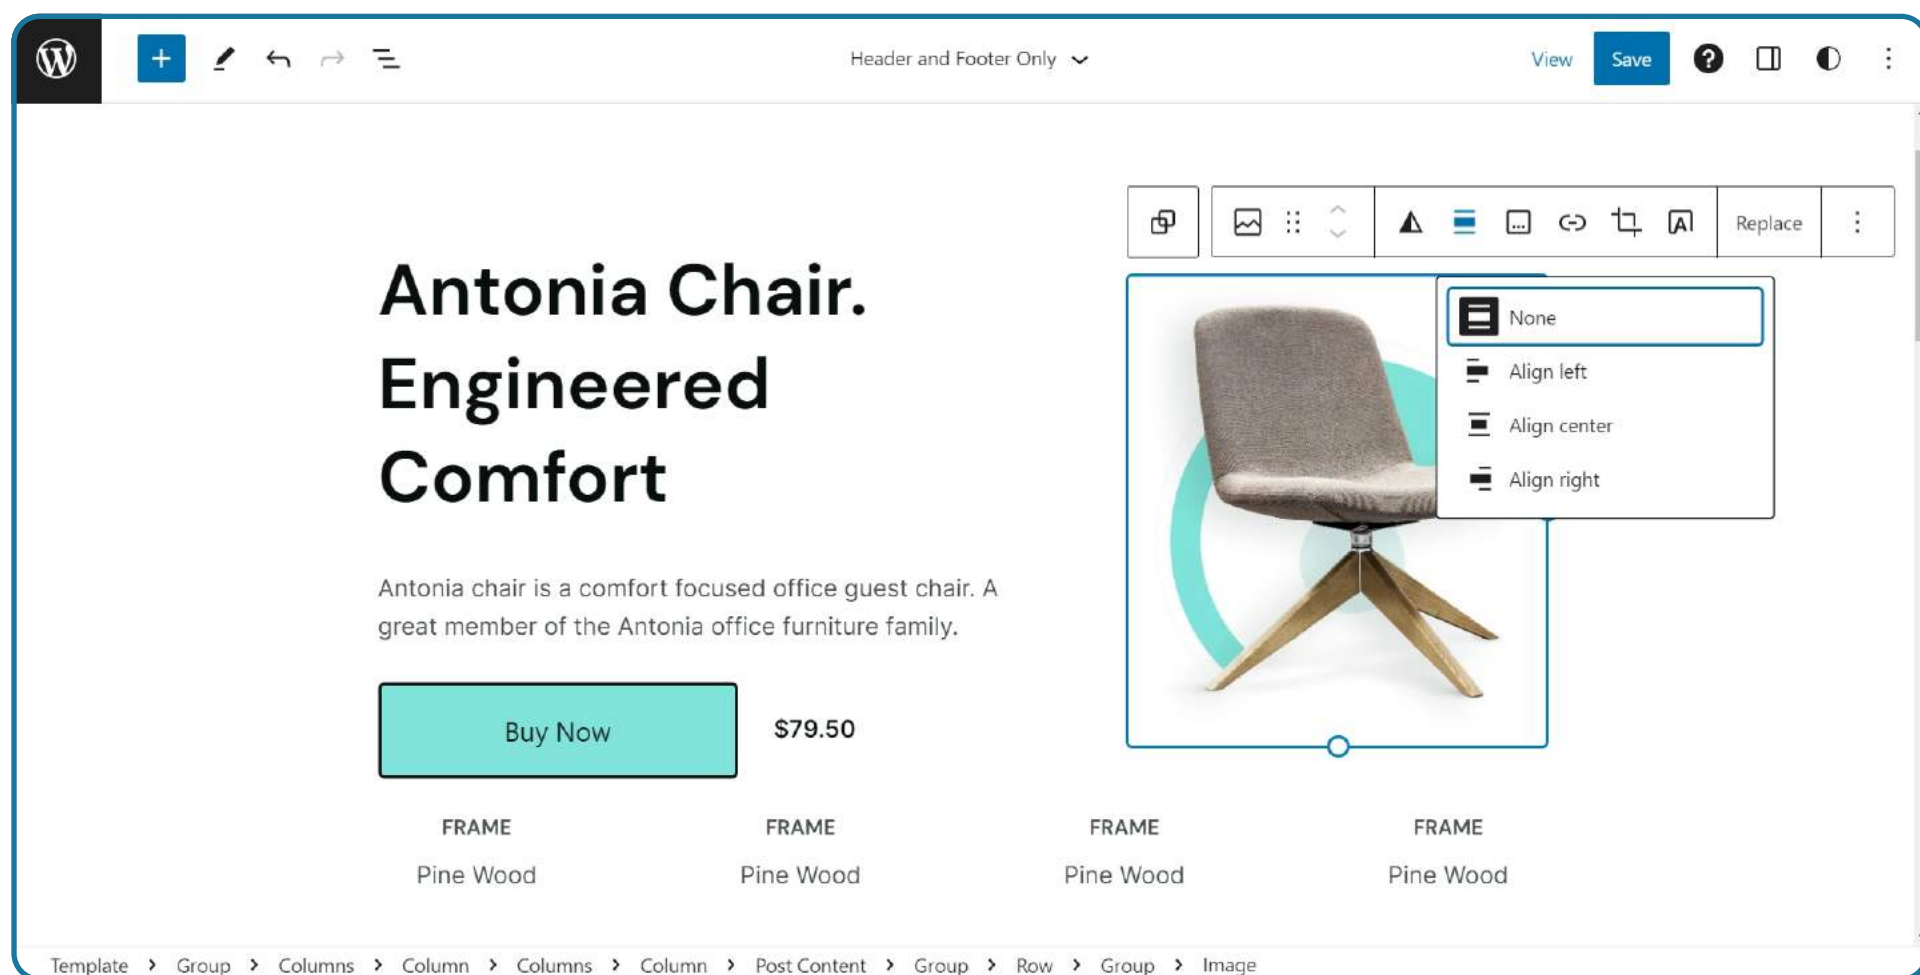 Header and Footer Only
View
Save
Replace
None
Align left
Align center
Align right
Antonia Chair.
Engineered
Comfort
Antonia chair is a comfort focused office guest chair. A
great member of the Antonia office furniture family.
Buy Now
$79.50
FRAME FRAME FRAME FRAME
Pine Wood Pine Wood Pine Wood Pine Wood
Template > Group > Columns > Column > Columns > Column > Post Content > Group > Row > Group > Image